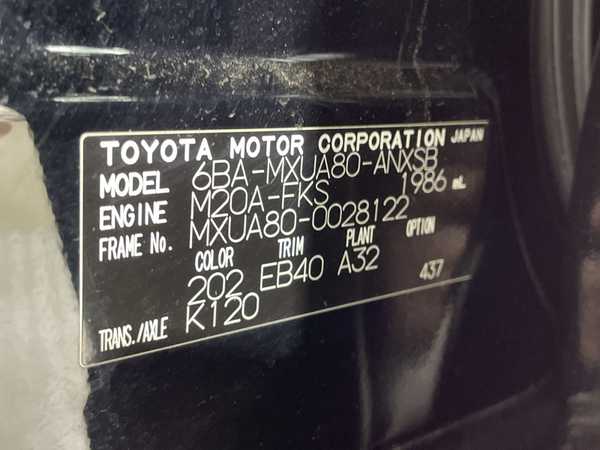 TOYOTA MOTOR CORPORATION JAPAN
MODEL 6BA-MXUA80-ANXSB
ENGINE M20A-FKS 1986 mL
FRAME No. MXUA80-0028122
COLOR TRIM PLANT OPTION
202 EB40 A32 437
TRANS./AXLE K120